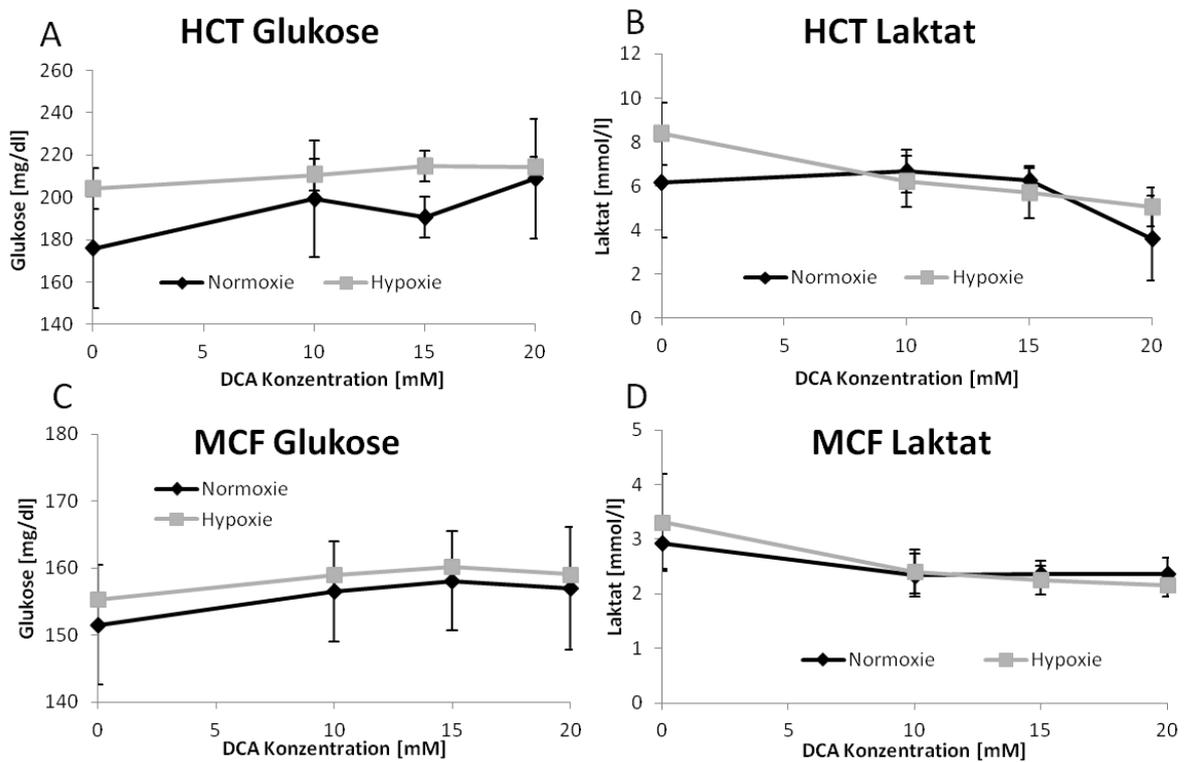 A
HCT Glukose
Glukose [mg/dl]
260
240
220
200
180
160
140
Normoxie
Hypoxie
0
5
10
15
20
DCA Konzentration [mM]
B
HCT Laktat
Laktat [mmol/l]
12
10
8
6
4
2
0
Normoxie
Hypoxie
0
5
10
15
20
DCA Konzentration [mM]
C
MCF Glukose
Glukose [mg/dl]
180
170
160
150
140
Normoxie
Hypoxie
0
5
10
15
20
DCA Konzentration [mM]
D
MCF Laktat
Laktat [mmol/l]
5
4
3
2
1
0
Normoxie
Hypoxie
0
5
10
15
20
DCA Konzentration [mM]